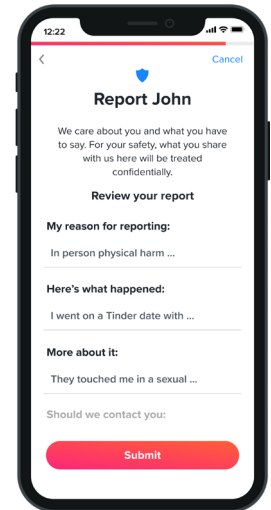 12:22
Cancel
Report John
We care about you and what you have
to say. For your safety, what you share
with us here will be treated
confidentially.
Review your report
My reason for reporting:
In person physical harm ...
Here's what happened:
I went on a Tinder date with ...
More about it:
They touched me in a sexual ...
Should we contact you:
Submit